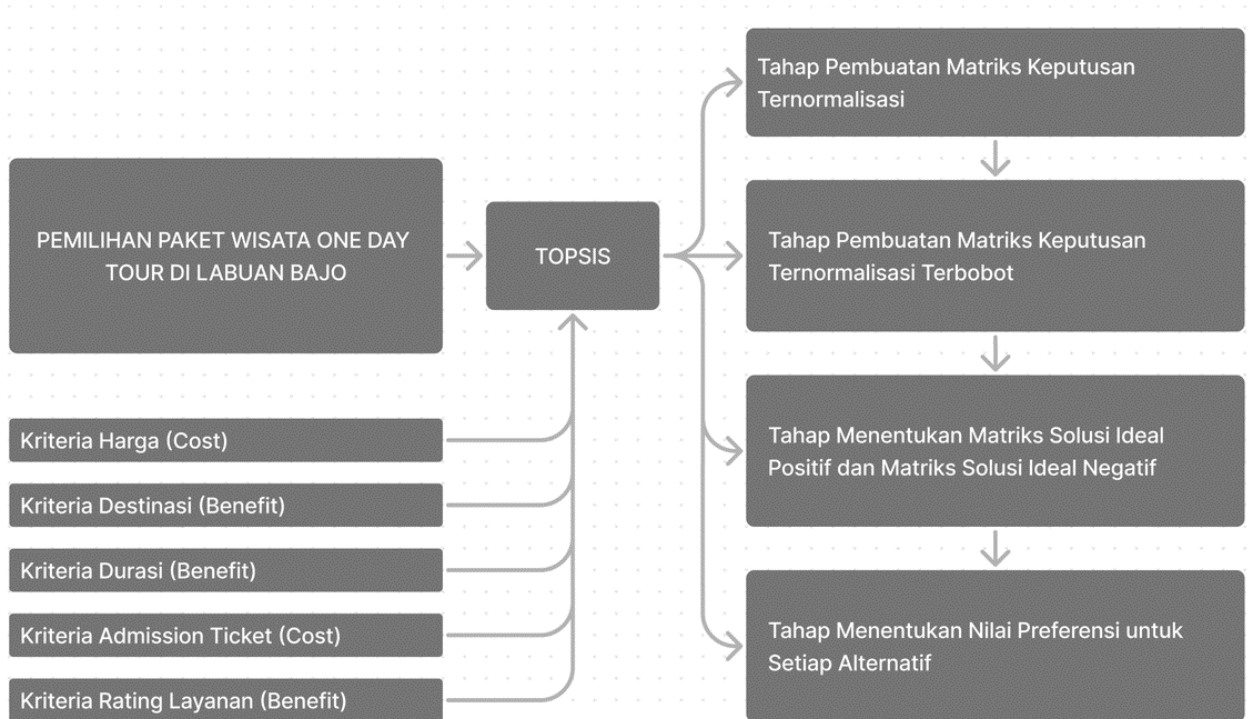 PEMILIHAN PAKET WISATA ONE DAY
TOUR DI LABUAN BAJO
Kriteria Harga (Cost)
Kriteria Destinasi (Benefit)
Kriteria Durasi (Benefit)
Kriteria Admission Ticket (Cost)
Kriteria Rating Layanan (Benefit)
TOPSIS
Tahap Pembuatan Matriks Keputusan
Ternormalisasi
Tahap Pembuatan Matriks Keputusan
Ternormalisasi Terbobot
Tahap Menentukan Matriks Solusi Ideal
Positif dan Matriks Solusi Ideal Negatif
Tahap Menentukan Nilai Preferensi untuk
Setiap Alternatif